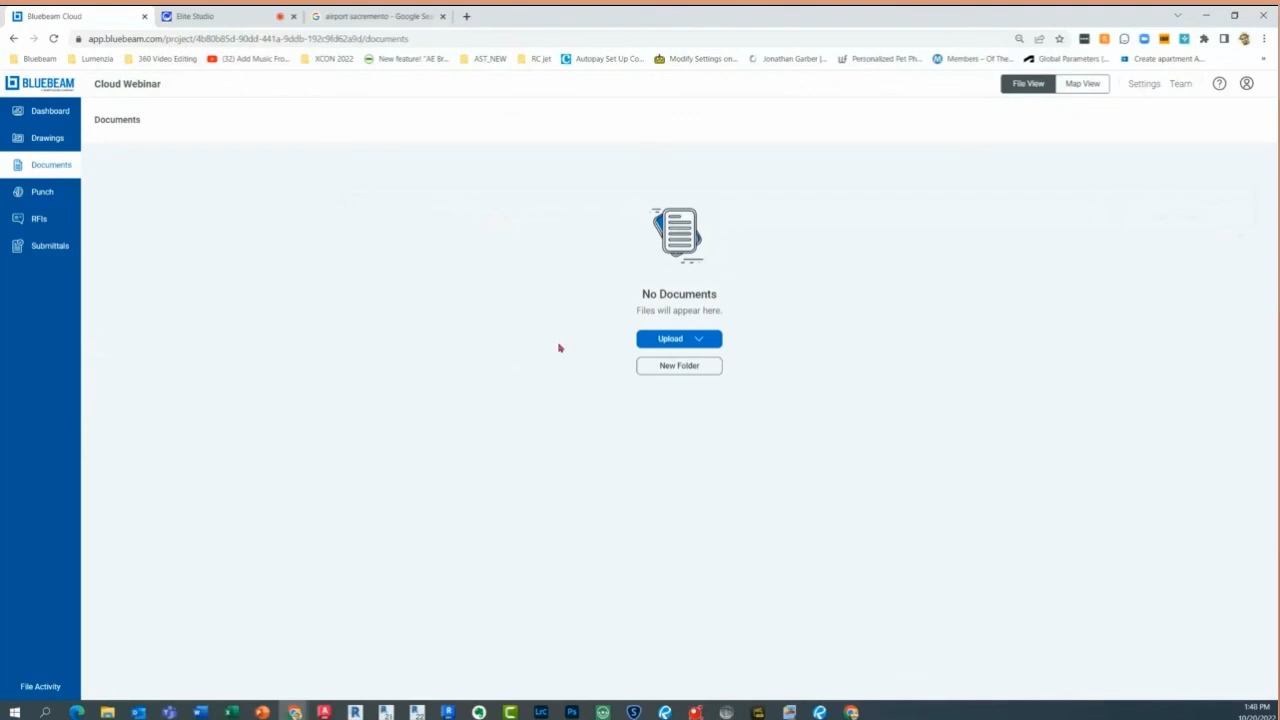 Bluebeam Cloud
Elite Studio
airport sacremento - Google Sea
app.bluebeam.com/project/4b80b85d-90dd-441a-9ddb-192c9fd62a9d/documents
Bluebeam Lumenzia 360 Video Editing (32) Add Music Fro... XCON 2022 New feature! "AE Br... AST_NEW RC jet Autopay Set Up Co... Modify Settings on... Jonathan Garber |... Personalized Pet Ph... Members – Of The... Global Parameters (... Create apartment A...
BLUEBEAM
Cloud Webinar
File View
Map View
Settings
Team
Dashboard
Documents
Drawings
Documents
Punch
RFIs
Submittals
No Documents
Files will appear here.
Upload
New Folder
File Activity
1:48 PM